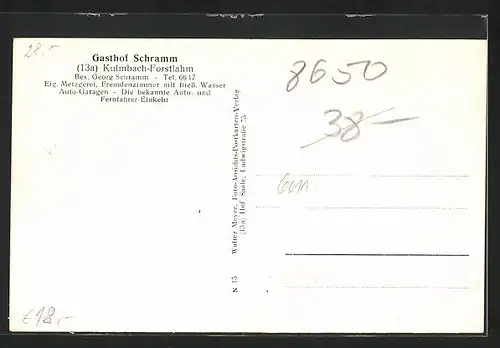 28.-
Gasthof Schramm
(13a) Kulmbach-Forstlahm
Bes. Georg Schramm - Tel. 6647
Eig. Metzgerei, Fremdenzimmer mit fließ. Wasser
Auto-Garagen - Die bekannte Auto- und
Fernfahrer-Einkehr
8650
38-
N 15 Walter Meyer, Foto-Ansichts-Postkarten-Verlag
(13a) Hof Saale, Ludwigstraße 75
€18,-